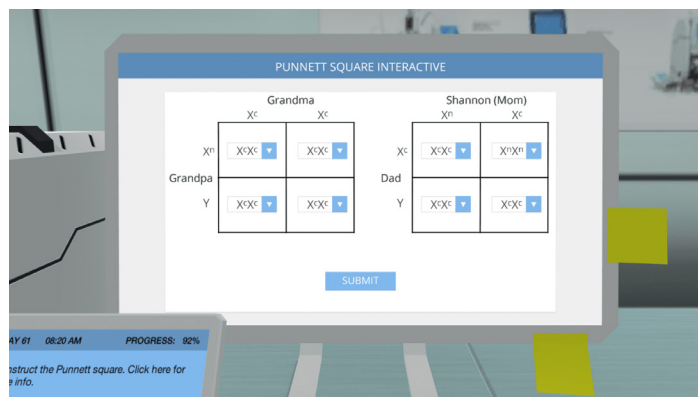 PUNNETT SQUARE INTERACTIVE
Grandma
Xᶜ Xᶜ
Xⁿ XᶜXᶜ XᶜXᶜ
Grandpa
Y XᶜXᶜ XᶜXᶜ
Shannon (Mom)
Xⁿ Xᶜ
Xᶜ XᶜXᶜ XⁿXⁿ
Dad
Y XᶜXᶜ XᶜXᶜ
SUBMIT
AY 61 08:20 AM PROGRESS: 92%
nstruct the Punnett square. Click here for
e info.